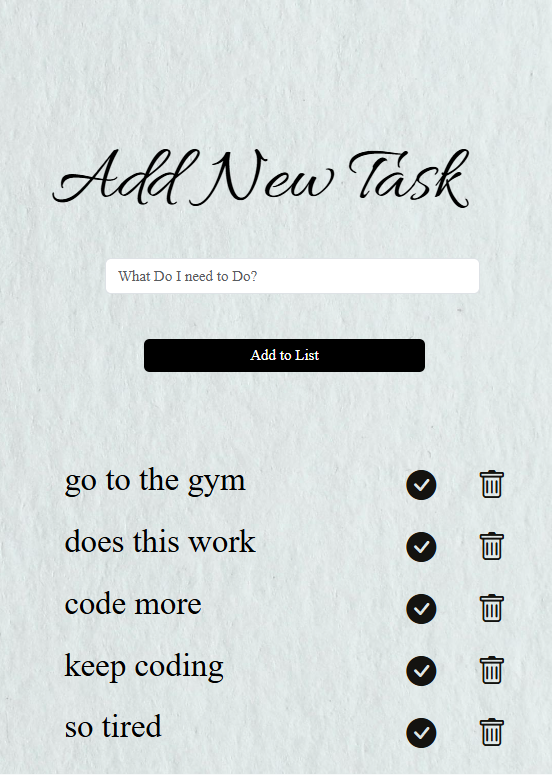 Add New Task
What Do I need to Do?
Add to List
go to the gym
does this work
code more
keep coding
so tired